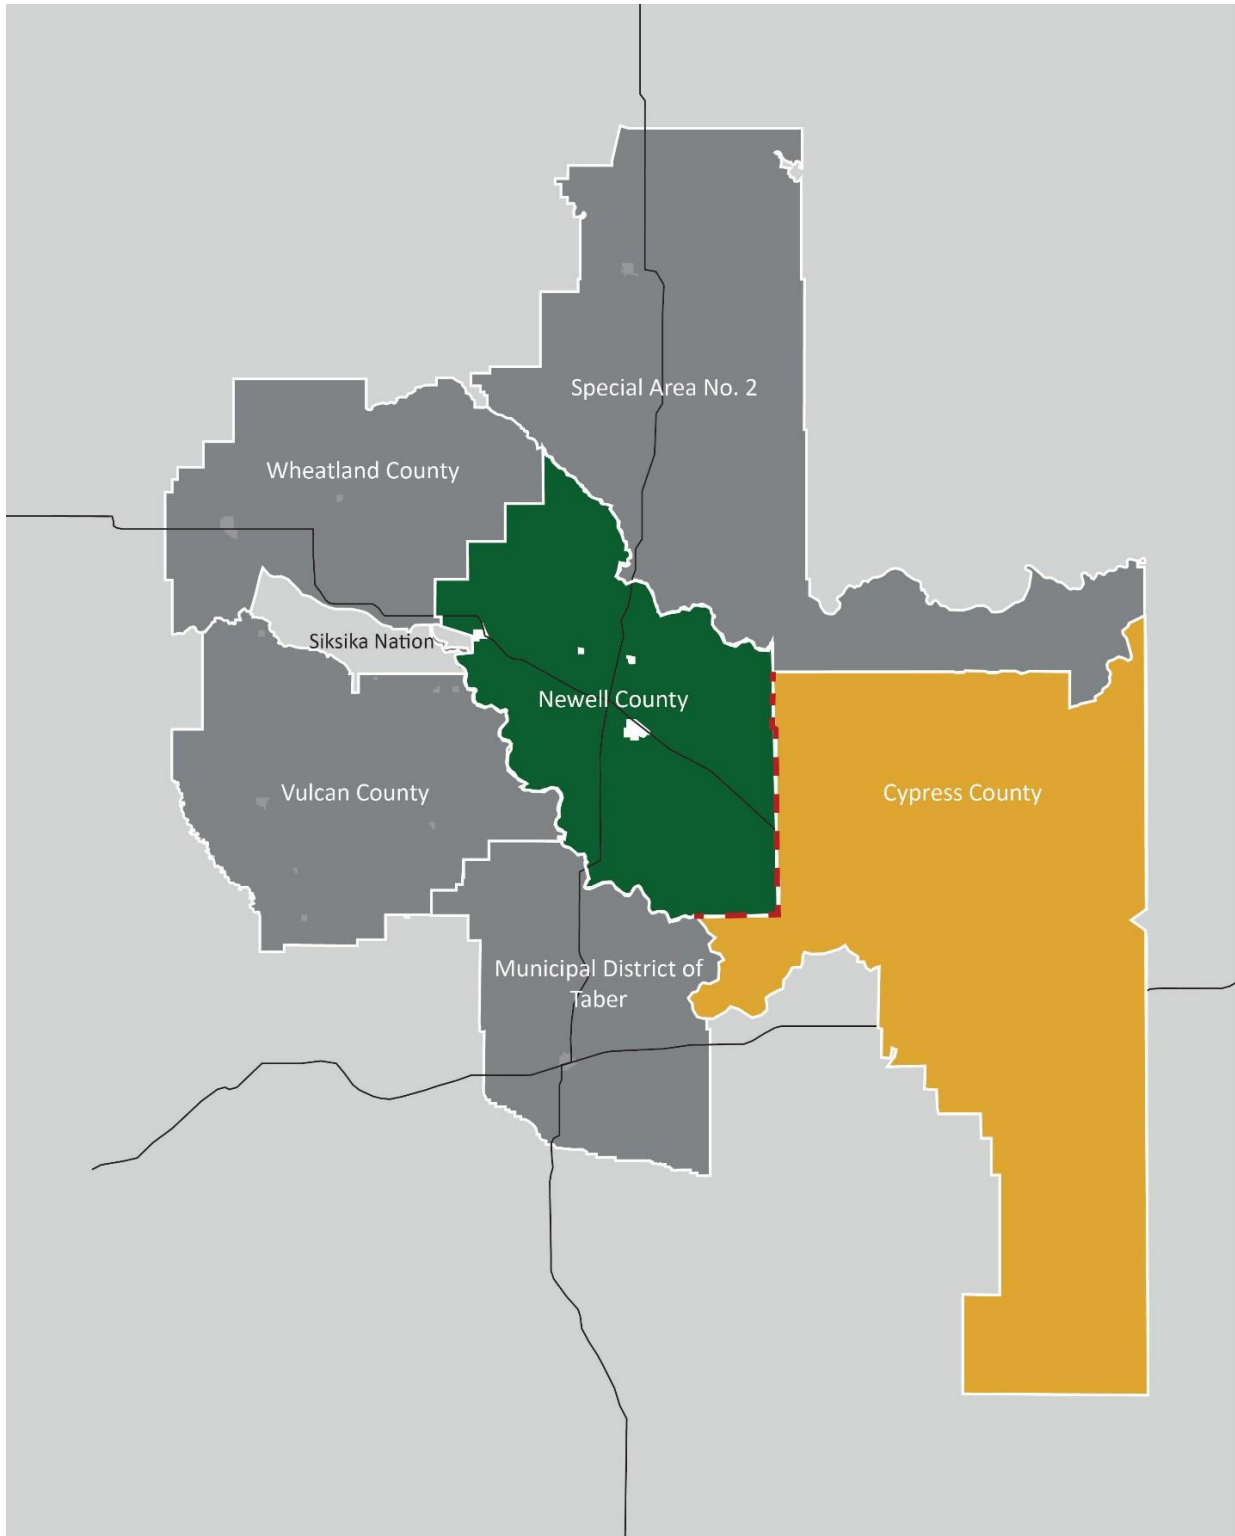 Special Area No. 2
Wheatland County
Siksika Nation
Newell County
Vulcan County
Cypress County
Municipal District of
Taber